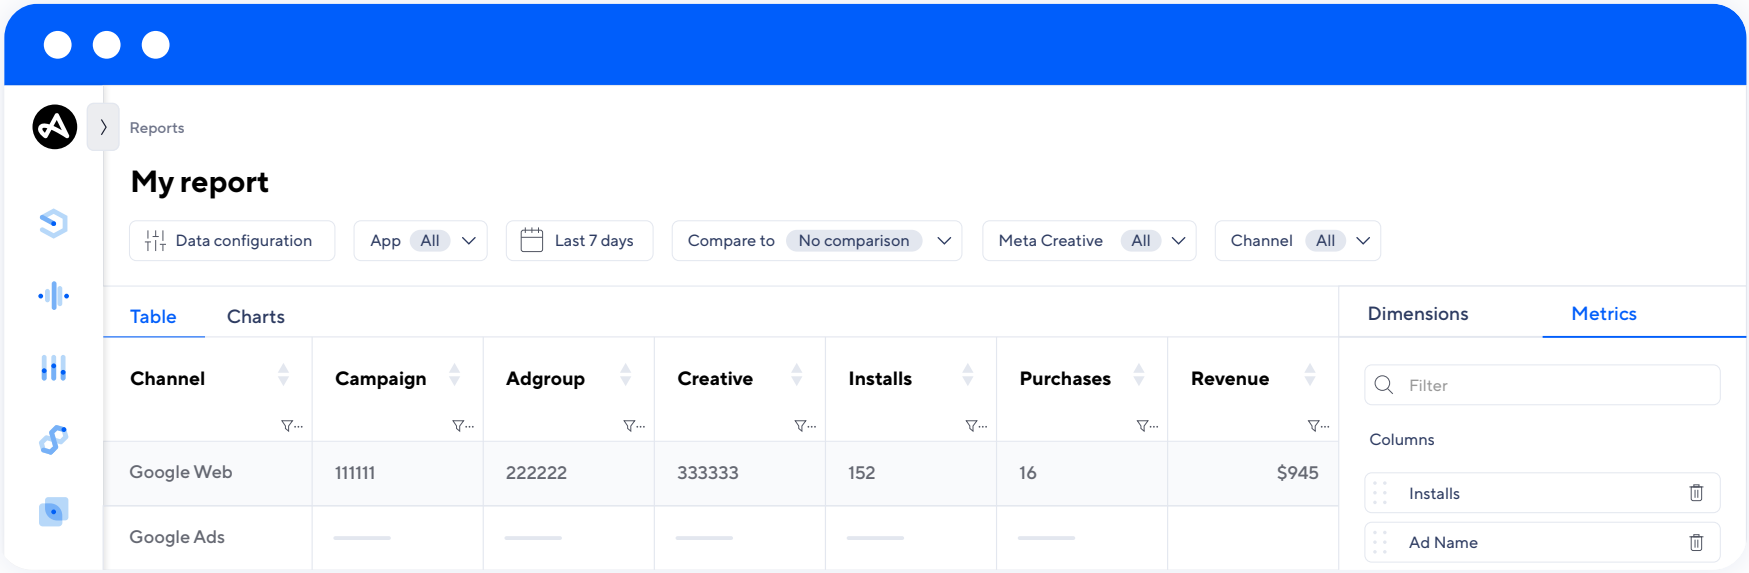 Reports
My report
Data configuration App All Last 7 days Compare to No comparison Meta Creative All Channel All
Table Charts
Dimensions Metrics
Channel Campaign Adgroup Creative Installs Purchases Revenue
Filter
Columns
Google Web 111111 222222 333333 152 16 $945
Installs
Google Ads
Ad Name